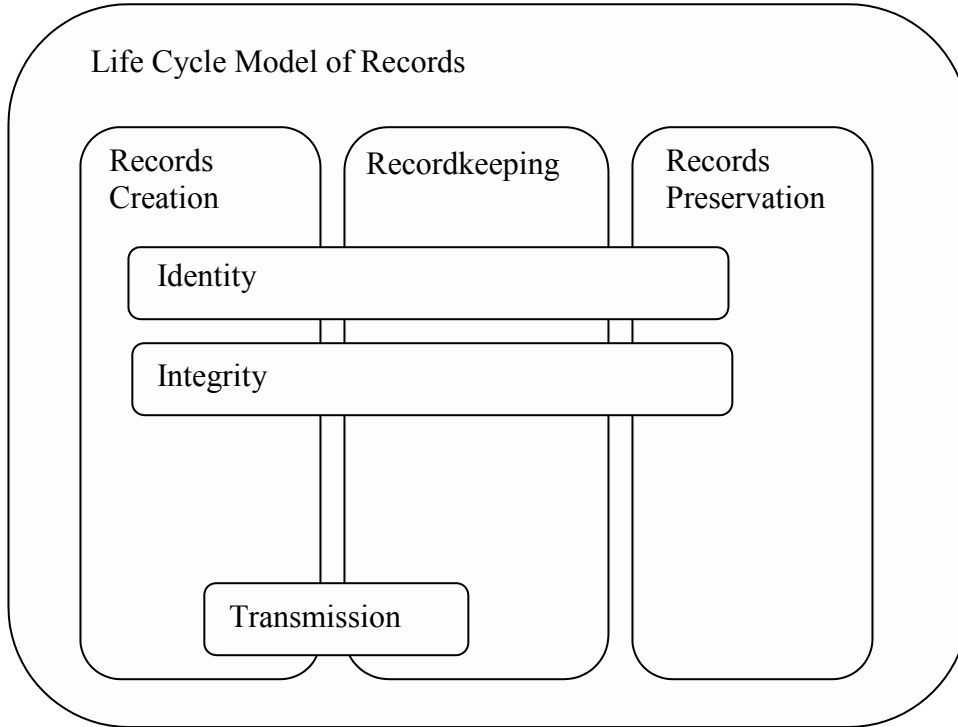 Life Cycle Model of Records
Records
Creation
Recordkeeping
Records
Preservation
Identity
Integrity
Transmission